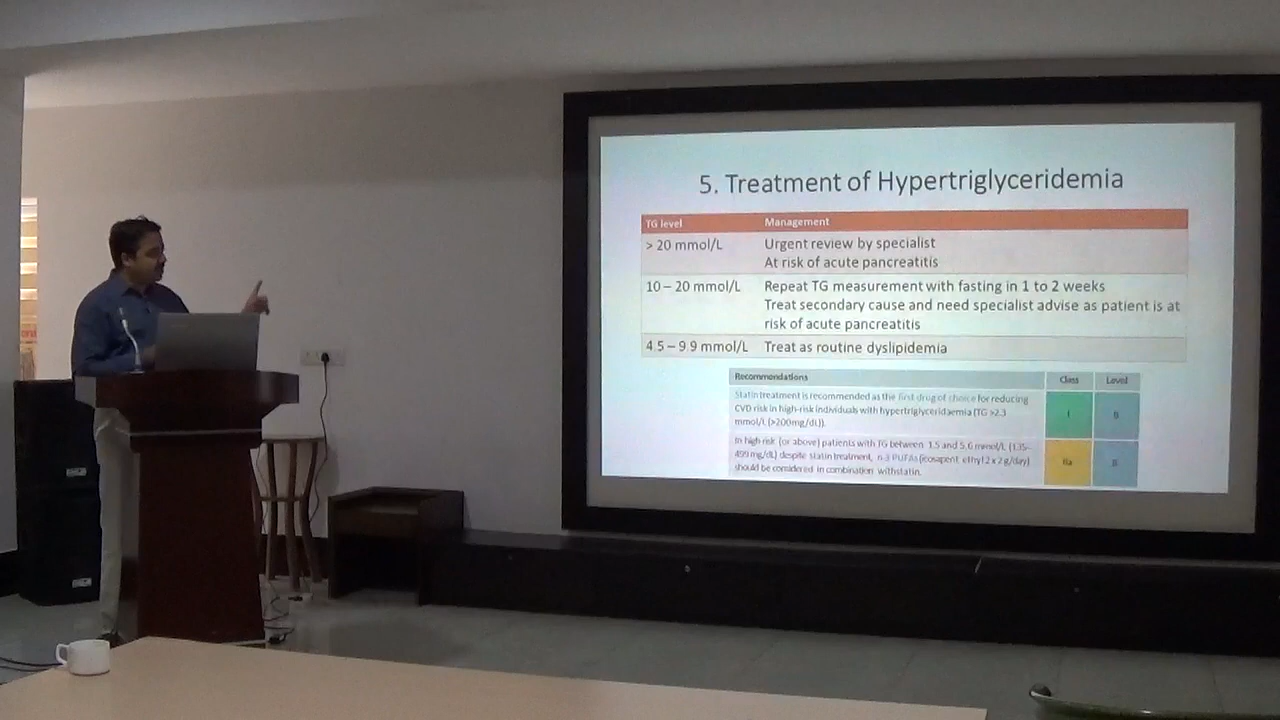 5. Treatment of Hypertriglyceridemia
TG level Management
> 20 mmol/L Urgent review by specialist
At risk of acute pancreatitis
10 – 20 mmol/L Repeat TG measurement with fasting in 1 to 2 weeks
Treat secondary cause and need specialist advise as patient is at
risk of acute pancreatitis
4.5 – 9.9 mmol/L Treat as routine dyslipidemia
Recommendations Class Level
Statin treatment is recommended as the first drug of choice for reducing
CVD risk in high-risk individuals with hypertriglyceridaemia (TG >2.3
mmol/L (>200mg/dL)).
I B
In high-risk (or above) patients with TG between 1.5 and 5.6 mmol/L (135-
499 mg/dL) despite statin treatment, n-3 PUFAs (icosapent ethyl 2 x 2 g/day)
should be considered in combination withstatin.
IIa B